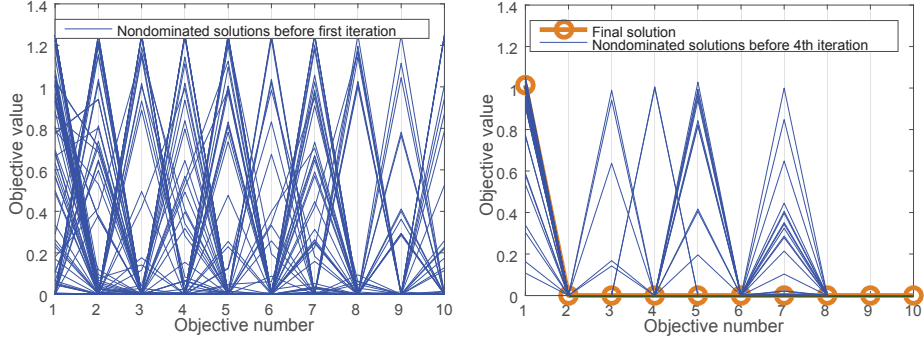 Nondominated solutions before first iteration
Objective value
1.4
1.2
1
0.8
0.6
0.4
0.2
0
1 2 3 4 5 6 7 8 9 10
Objective number
Final solution
Nondominated solutions before 4th iteration
Objective value
1.4
1.2
1
0.8
0.6
0.4
0.2
0
1 2 3 4 5 6 7 8 9 10
Objective number